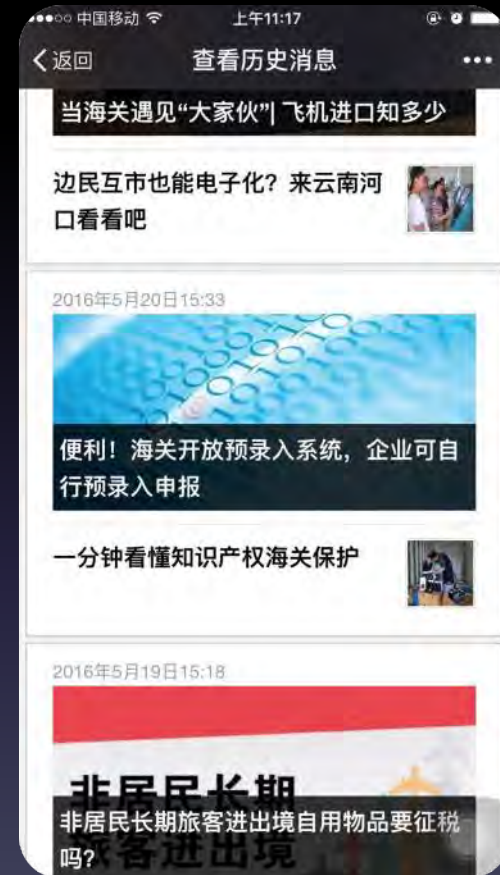 中国移动
上午11:17
返回
查看历史消息
当海关遇见“大家伙”| 飞机进口知多少
边民互市也能电子化？来云南河
口看看吧
2016年5月20日15:33
便利！海关开放预录入系统，企业可自
行预录入申报
一分钟看懂知识产权海关保护
2016年5月19日15:18
非居民长期
旅客进出境
非居民长期旅客进出境自用物品要征税
吗？